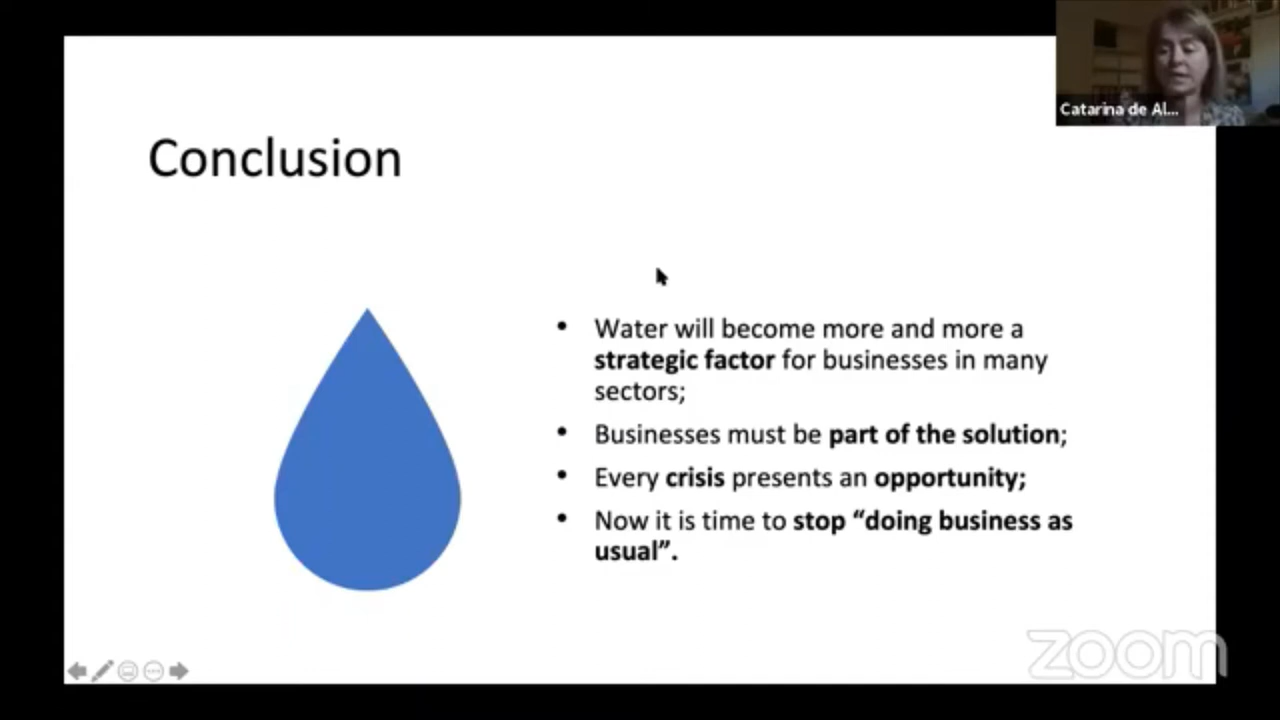 Catarina de Al...
Conclusion
• Water will become more and more a
strategic factor for businesses in many
sectors;
• Businesses must be part of the solution;
• Every crisis presents an opportunity;
• Now it is time to stop “doing business as
usual”.
zoom